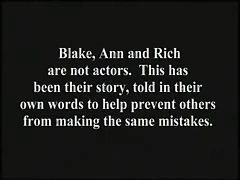 Blake, Ann and Rich
are not actors. This has
been their story, told in their
own words to help prevent others
from making the same mistakes.